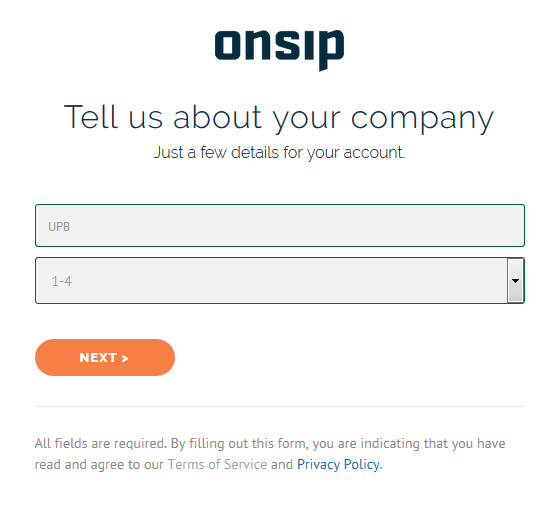 onsip
Tell us about your company
Just a few details for your account.
UPB
1-4
NEXT >
All fields are required. By filling out this form, you are indicating that you have
read and agree to our Terms of Service and Privacy Policy.